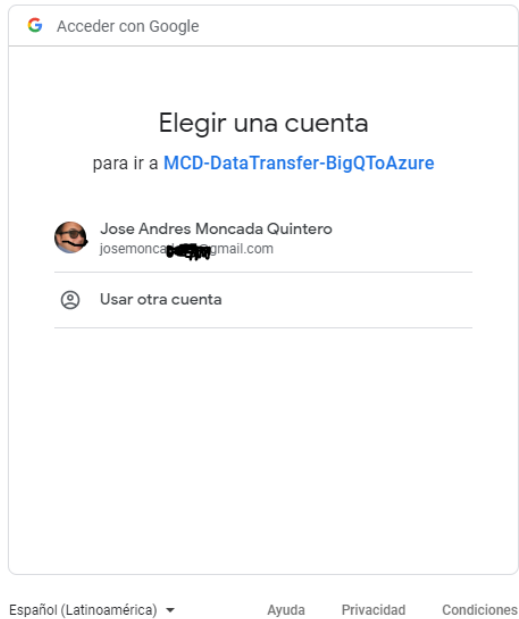 Acceder con Google
Elegir una cuenta
para ir a MCD-DataTransfer-BigQToAzure
Jose Andres Moncada Quintero
josemonca gmail.com
Usar otra cuenta
Español (Latinoamérica)
Ayuda Privacidad Condiciones